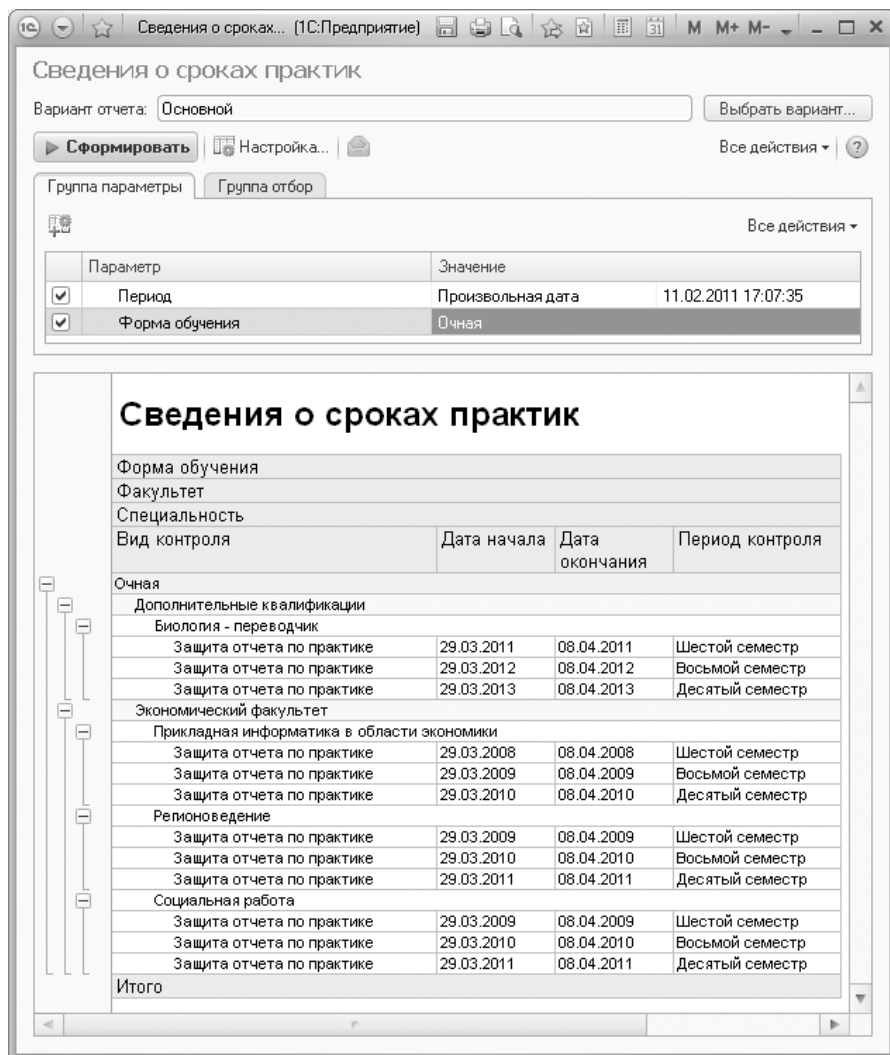 1С Сведения о сроках... (1С:Предприятие) 31 M M+ M-
Сведения о сроках практик
Вариант отчета: Основной Выбрать вариант...
Сформировать Настройка... Все действия ?
Группа параметры Группа отбор
Все действия
Параметр Значение
Период Произвольная дата 11.02.2011 17:07:35
Форма обучения Очная
Сведения о сроках практик
Форма обучения
Факультет
Специальность
Вид контроля Дата начала Дата окончания Период контроля
Очная
Дополнительные квалификации
Биология - переводчик
Защита отчета по практике 29.03.2011 08.04.2011 Шестой семестр
Защита отчета по практике 29.03.2012 08.04.2012 Восьмой семестр
Защита отчета по практике 29.03.2013 08.04.2013 Десятый семестр
Экономический факультет
Прикладная информатика в области экономики
Защита отчета по практике 29.03.2008 08.04.2008 Шестой семестр
Защита отчета по практике 29.03.2009 08.04.2009 Восьмой семестр
Защита отчета по практике 29.03.2010 08.04.2010 Десятый семестр
Регионоведение
Защита отчета по практике 29.03.2009 08.04.2009 Шестой семестр
Защита отчета по практике 29.03.2010 08.04.2010 Восьмой семестр
Защита отчета по практике 29.03.2011 08.04.2011 Десятый семестр
Социальная работа
Защита отчета по практике 29.03.2009 08.04.2009 Шестой семестр
Защита отчета по практике 29.03.2010 08.04.2010 Восьмой семестр
Защита отчета по практике 29.03.2011 08.04.2011 Десятый семестр
Итого